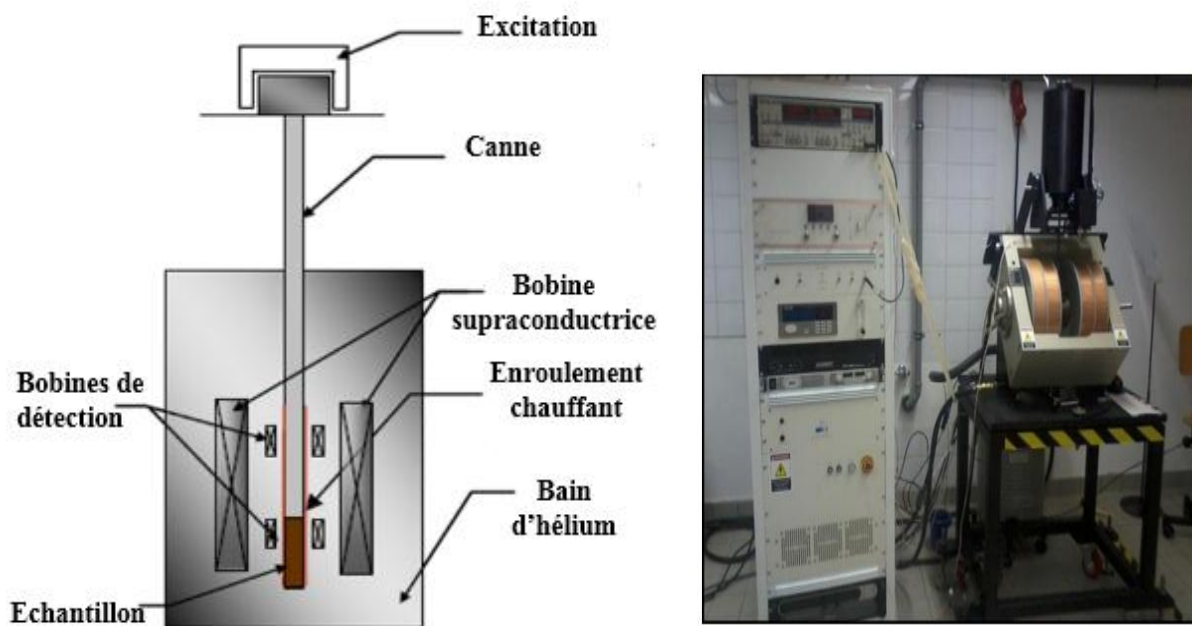 Excitation
Canne
Bobine
supraconductrice
Bobines de
détection
Enroulement
chauffant
Bain
d’hélium
Echantillon